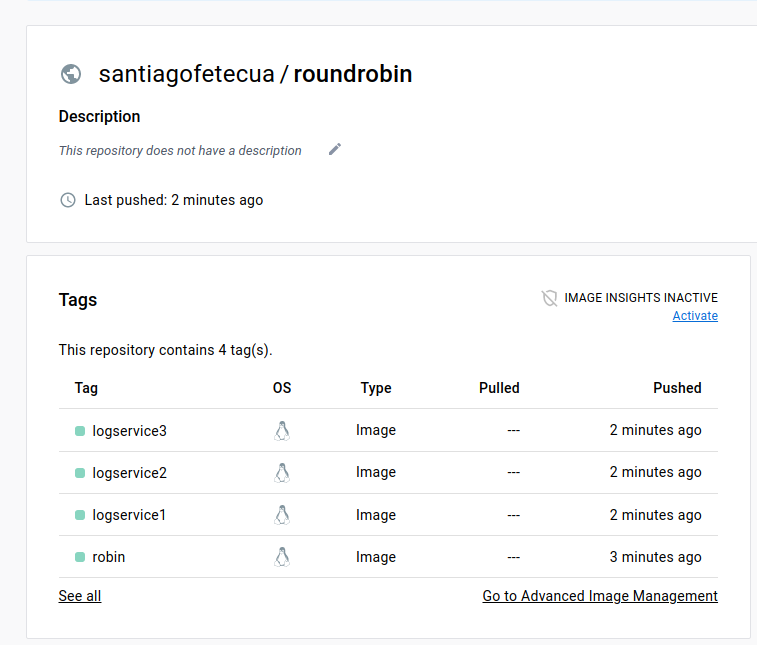 santiagofetecua / roundrobin
Description
This repository does not have a description
Last pushed: 2 minutes ago
Tags
IMAGE INSIGHTS INACTIVE
Activate
This repository contains 4 tag(s).
Tag OS Type Pulled Pushed
logservice3 Image --- 2 minutes ago
logservice2 Image --- 2 minutes ago
logservice1 Image --- 2 minutes ago
robin Image --- 3 minutes ago
See all Go to Advanced Image Management